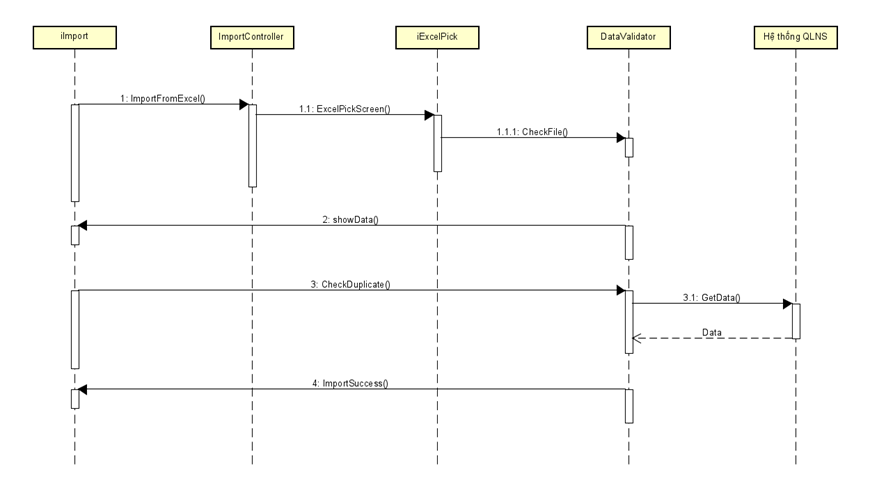 iImport
ImportController
iExcelPick
DataValidator
Hệ thống QLNS
1: ImportFromExcel()
1.1: ExcelPickScreen()
1.1.1: CheckFile()
2: showData()
3: CheckDuplicate()
3.1: GetData()
Data
4: ImportSuccess()